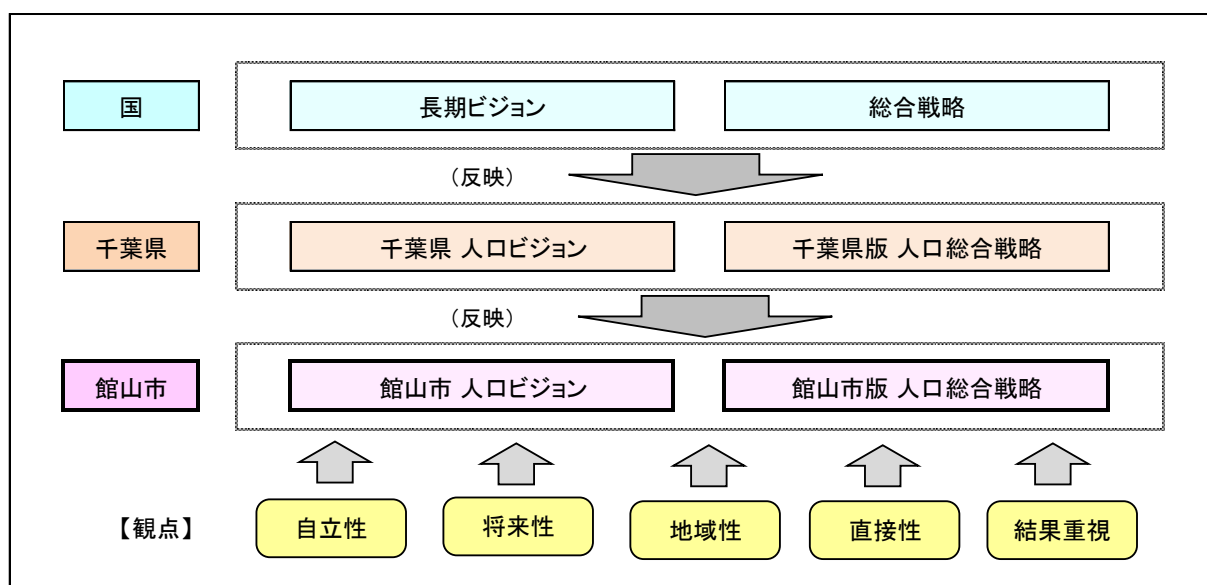 国
長期ビジョン
総合戦略
（反映）
千葉県
千葉県 人口ビジョン
千葉県版 人口総合戦略
（反映）
館山市
館山市 人口ビジョン
館山市版 人口総合戦略
【観点】
自立性
将来性
地域性
直接性
結果重視